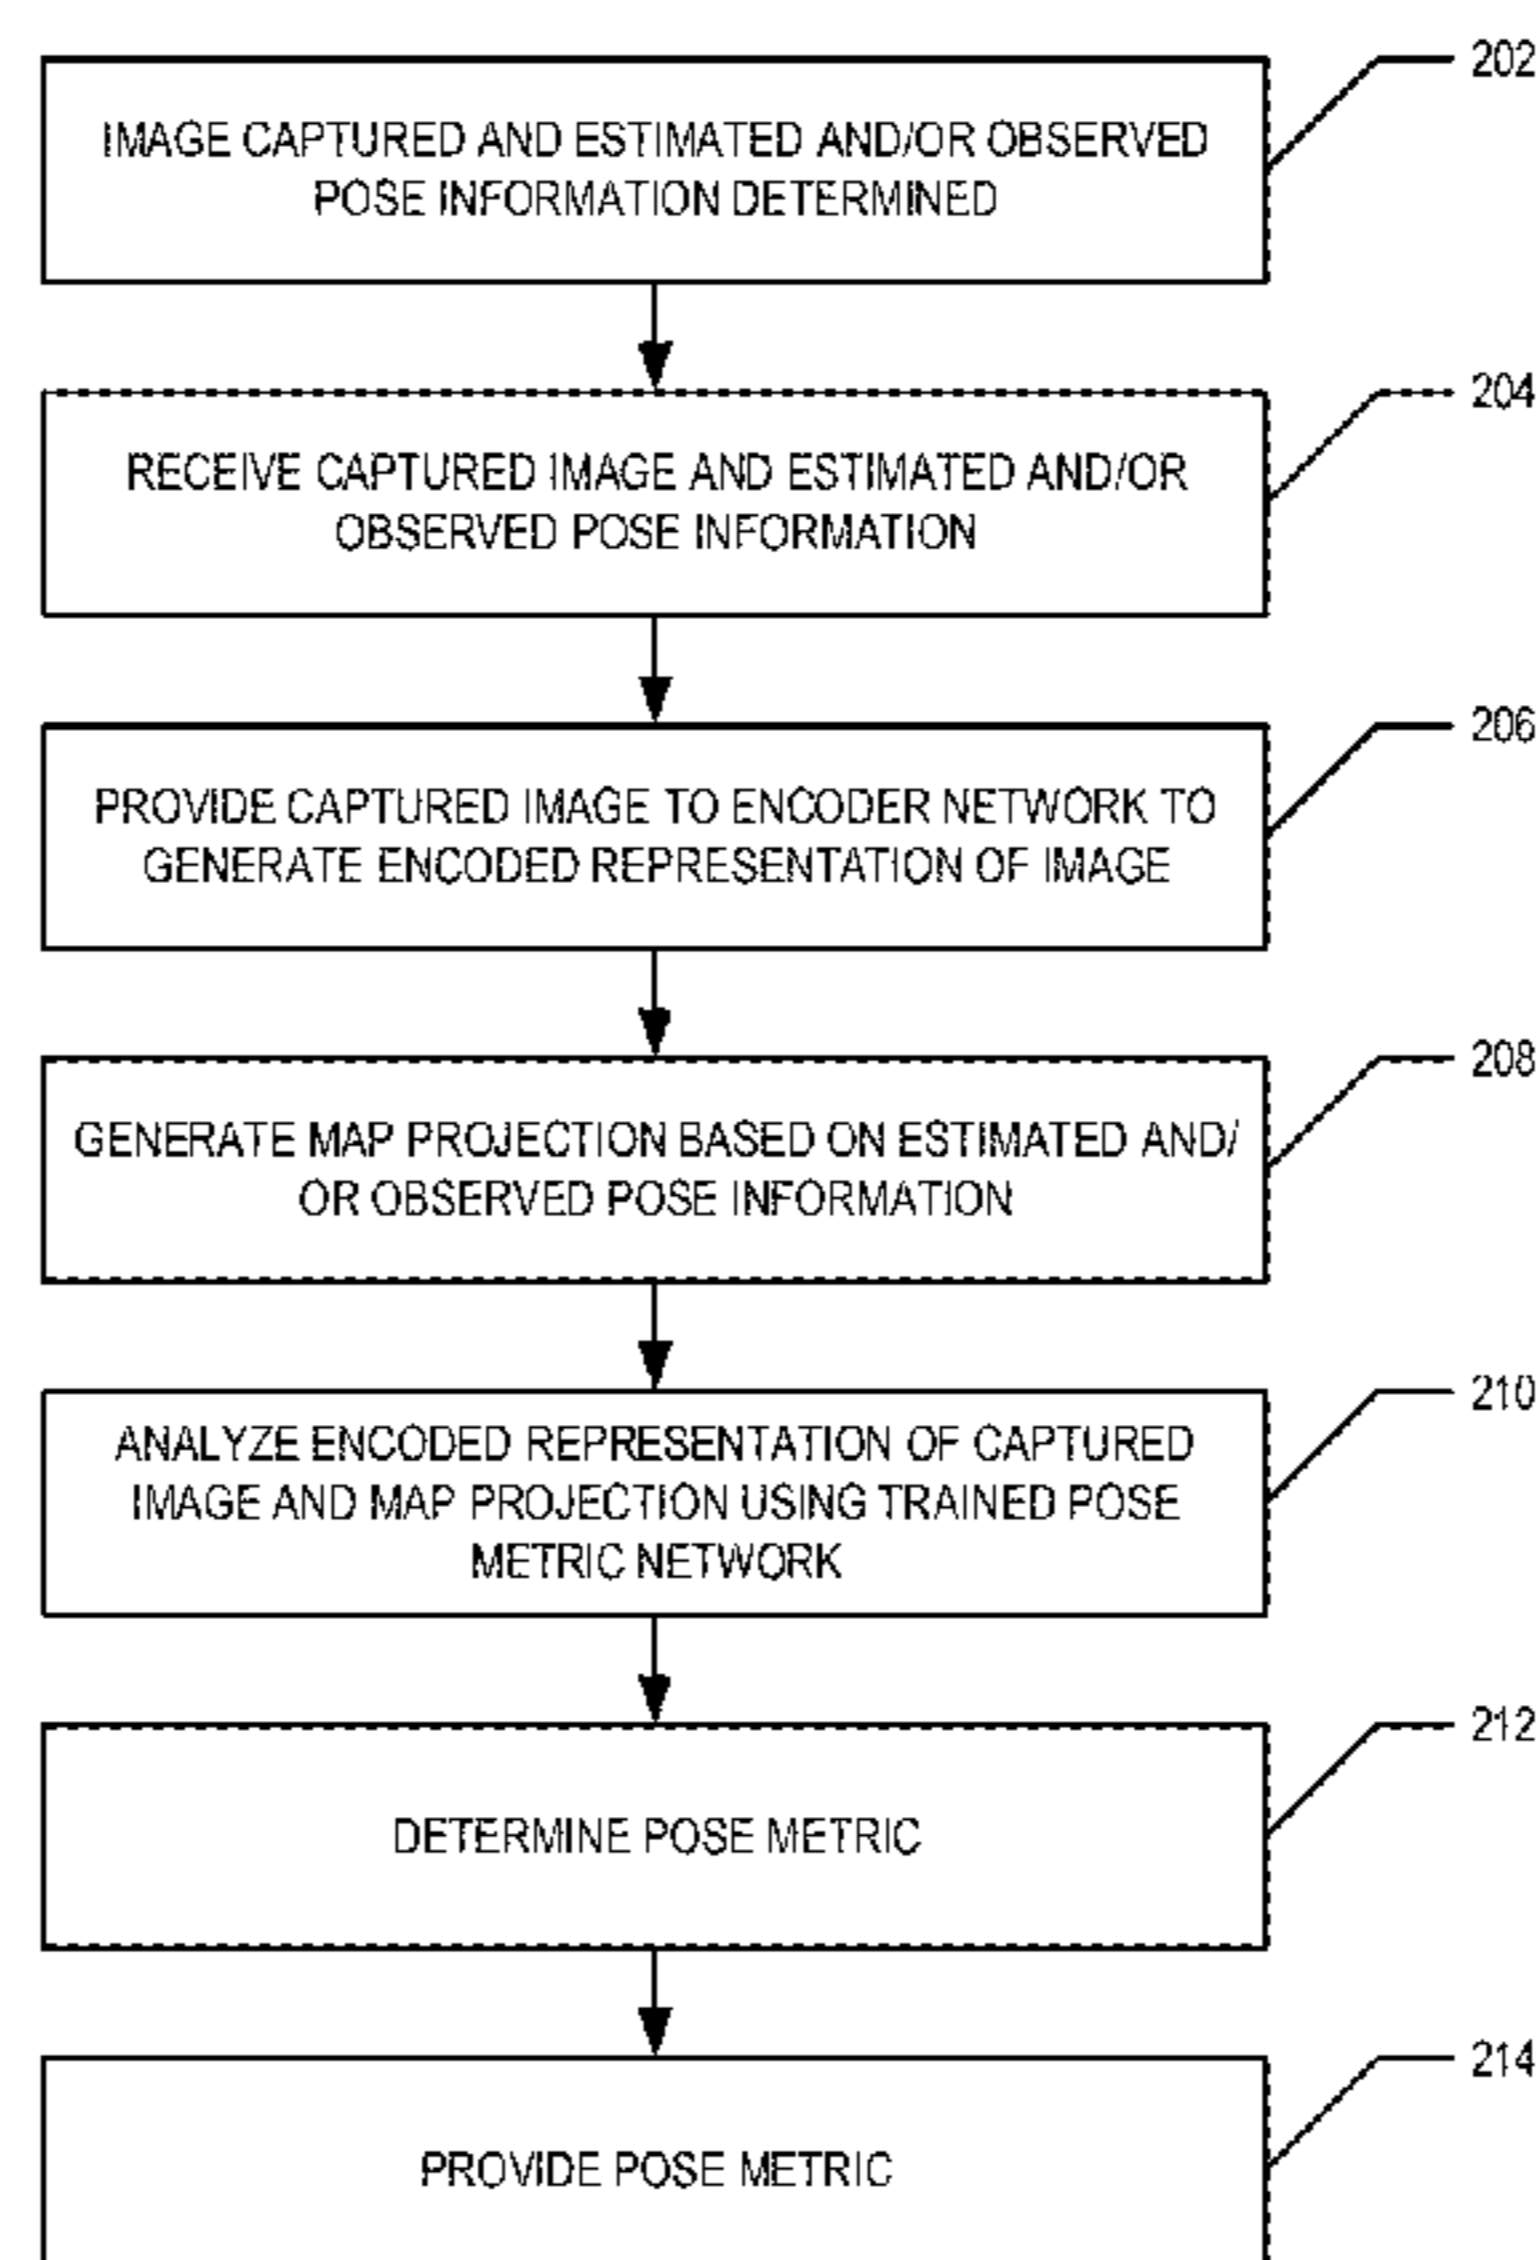 202
IMAGE CAPTURED AND ESTIMATED AND/OR OBSERVED
POSE INFORMATION DETERMINED
204
RECEIVE CAPTURED IMAGE AND ESTIMATED AND/OR
OBSERVED POSE INFORMATION
206
PROVIDE CAPTURED IMAGE TO ENCODER NETWORK TO
GENERATE ENCODED REPRESENTATION OF IMAGE
208
GENERATE MAP PROJECTION BASED ON ESTIMATED AND/
OR OBSERVED POSE INFORMATION
210
ANALYZE ENCODED REPRESENTATION OF CAPTURED
IMAGE AND MAP PROJECTION USING TRAINED POSE
METRIC NETWORK
212
DETERMINE POSE METRIC
214
PROVIDE POSE METRIC